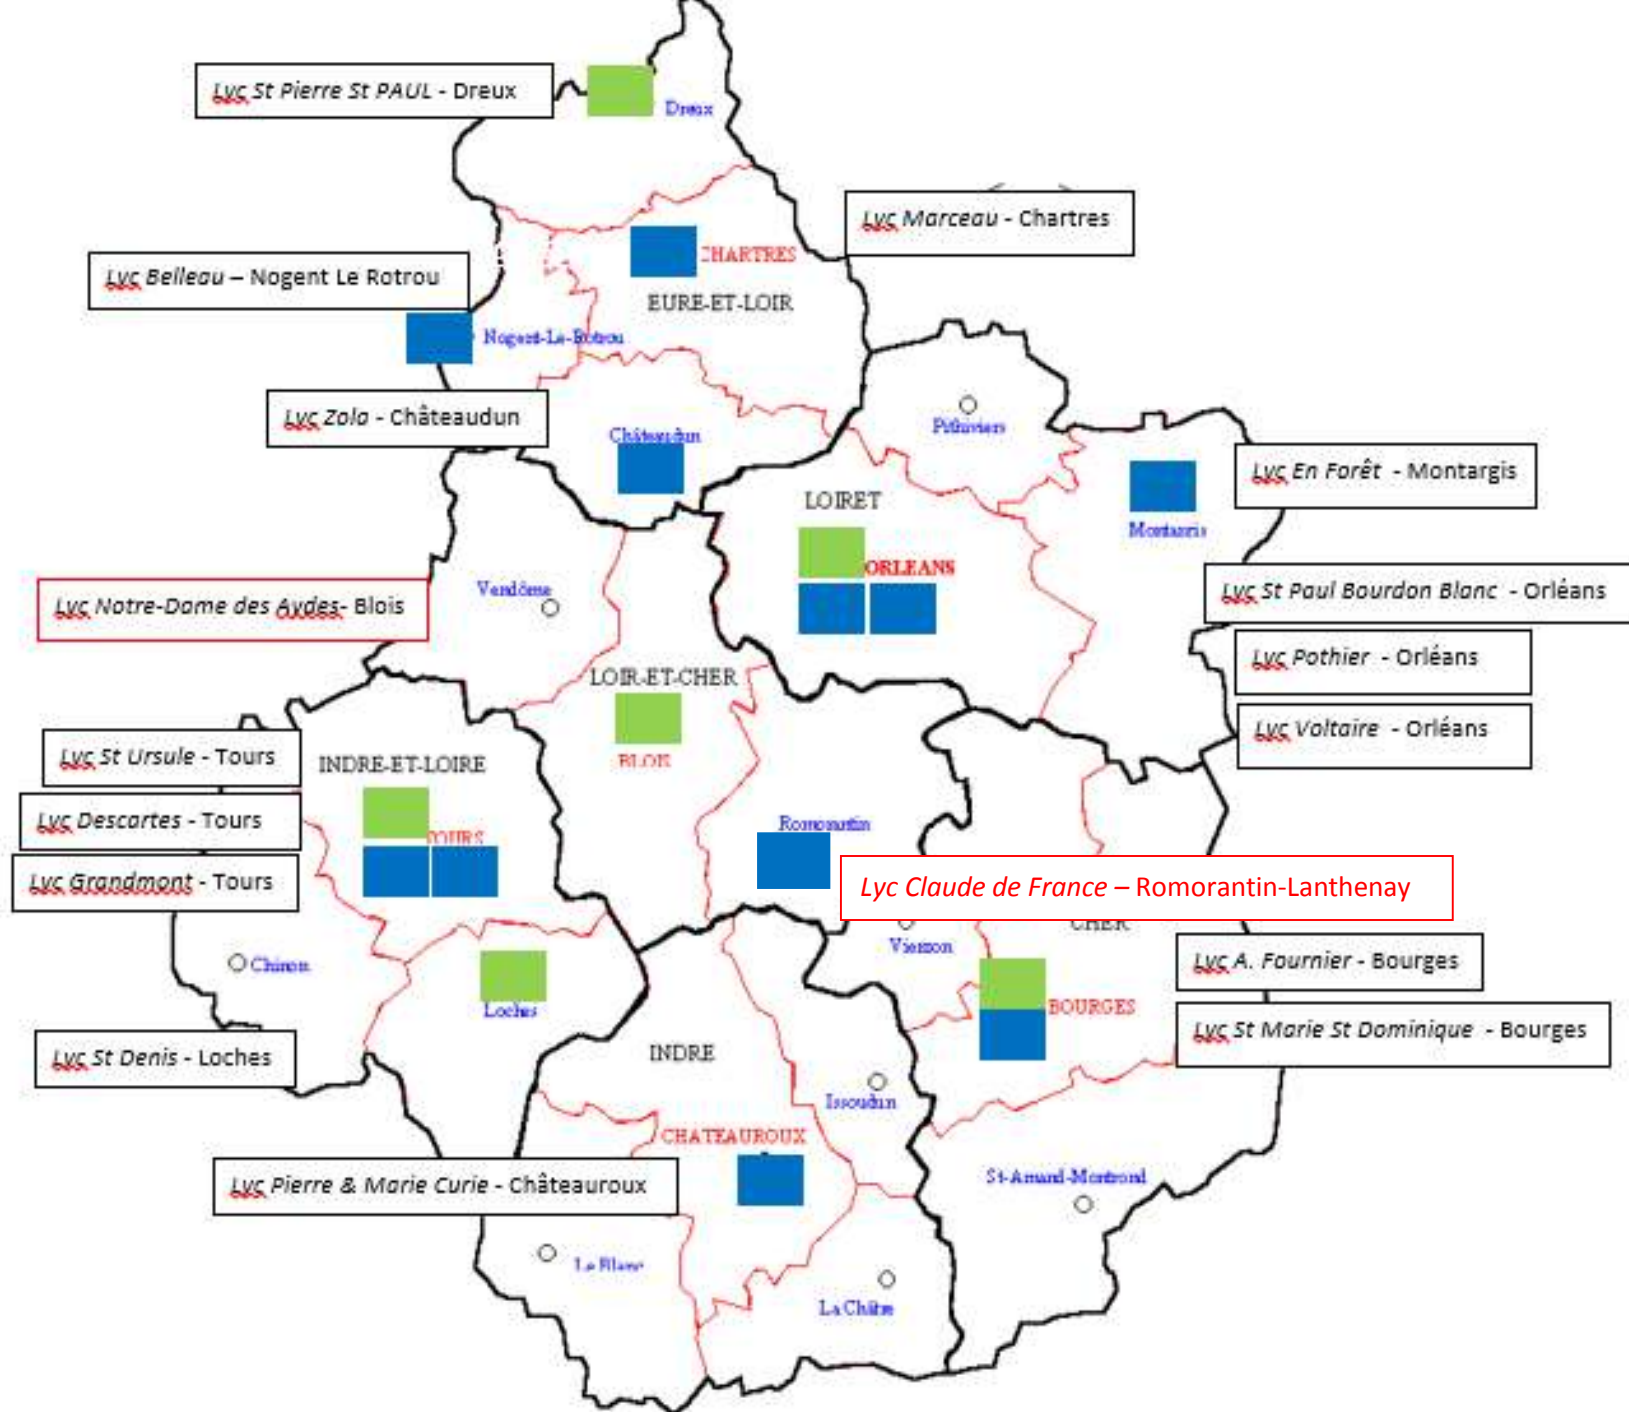 Lyc St Pierre St PAUL - Dreux
Dreux
Lyc Marceau - Chartres
CHARTRES
Lyc Belleau – Nogent Le Rotrou
EURE-ET-LOIR
Nogent-Le-Rotrou
Lyc Zola - Châteaudun
Pithiviers
Châteaudun
Lyc En Forêt - Montargis
LOIRET
Montargis
ORLEANS
Lyc St Paul Bourdon Blanc - Orléans
Vendôme
Lyc Notre-Dame des Aydes- Blois
Lyc Pothier - Orléans
LOIR-ET-CHER
Lyc Voltaire - Orléans
Lyc St Ursule - Tours
INDRE-ET-LOIRE
BLOIS
Lyc Descartes - Tours
TOURS
Romorantin
Lyc Grandmont - Tours
Lyc Claude de France – Romorantin-Lanthenay
CHER
Vierzon
Lyc A. Fournier - Bourges
Chinon
Loches
BOURGES
Lyc St Marie St Dominique - Bourges
Lyc St Denis - Loches
INDRE
Issoudun
CHATEAUROUX
Lyc Pierre & Marie Curie - Châteauroux
St-Amand-Montrond
Le Blanc
La Châtre